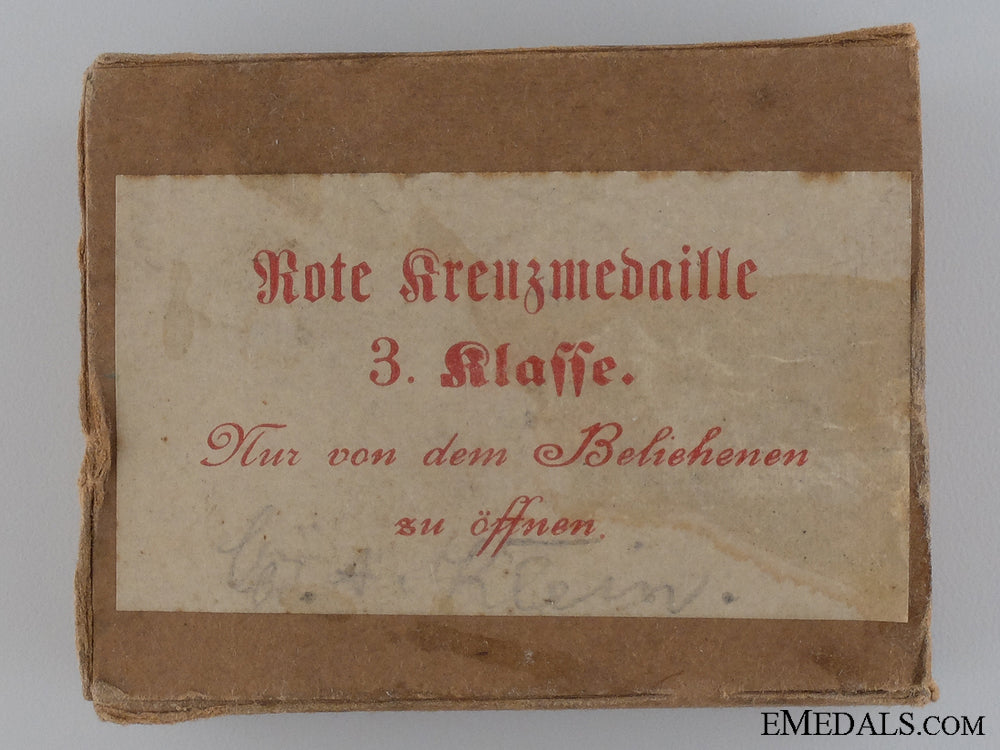 Rote Kreuzmedaille
3. Klasse.
Nur von dem Beliehenen
zu öffnen.
A. Klein.
EMEDALS.COM